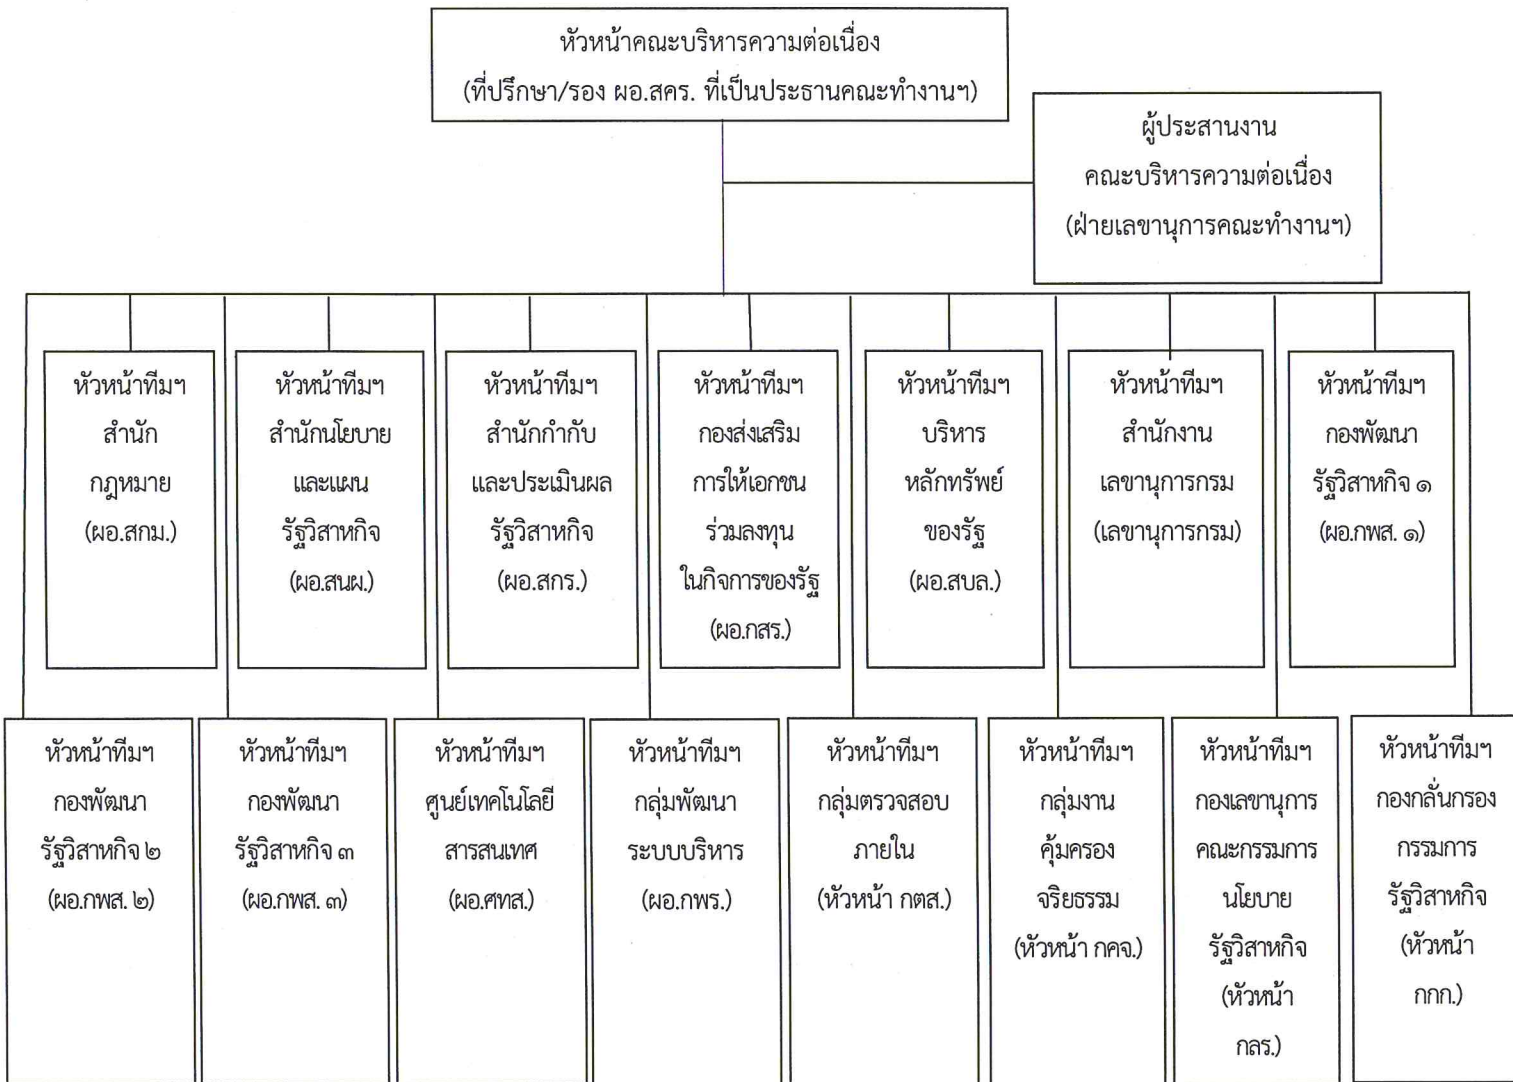 หัวหน้าคณะบริหารความต่อเนื่อง
(ที่ปรึกษา/รอง ผอ.สคร. ที่เป็นประธานคณะทำงานฯ)
ผู้ประสานงาน
คณะบริหารความต่อเนื่อง
(ฝ่ายเลขานุการคณะทำงานฯ)
หัวหน้าทีมฯ
สำนัก
กฎหมาย
(ผอ.สกม.)
หัวหน้าทีมฯ
สำนักนโยบาย
และแผน
รัฐวิสาหกิจ
(ผอ.สนผ.)
หัวหน้าทีมฯ
สำนักกำกับ
และประเมินผล
รัฐวิสาหกิจ
(ผอ.สกร.)
หัวหน้าทีมฯ
กองส่งเสริม
การให้เอกชน
ร่วมลงทุน
ในกิจการของรัฐ
(ผอ.กสร.)
หัวหน้าทีมฯ
บริหาร
หลักทรัพย์
ของรัฐ
(ผอ.สบล.)
หัวหน้าทีมฯ
สำนักงาน
เลขานุการกรม
(เลขานุการกรม)
หัวหน้าทีมฯ
กองพัฒนา
รัฐวิสาหกิจ ๑
(ผอ.กพส. ๑)
หัวหน้าทีมฯ
กองพัฒนา
รัฐวิสาหกิจ ๒
(ผอ.กพส. ๒)
หัวหน้าทีมฯ
กองพัฒนา
รัฐวิสาหกิจ ๓
(ผอ.กพส. ๓)
หัวหน้าทีมฯ
ศูนย์เทคโนโลยี
สารสนเทศ
(ผอ.ศทส.)
หัวหน้าทีมฯ
กลุ่มพัฒนา
ระบบบริหาร
(ผอ.กพร.)
หัวหน้าทีมฯ
กลุ่มตรวจสอบ
ภายใน
(หัวหน้า กตส.)
หัวหน้าทีมฯ
กลุ่มงาน
คุ้มครอง
จริยธรรม
(หัวหน้า กคจ.)
หัวหน้าทีมฯ
กองเลขานุการ
คณะกรรมการ
นโยบาย
รัฐวิสาหกิจ
(หัวหน้า
กลร.)
หัวหน้าทีมฯ
กองกลั่นกรอง
กรรมการ
รัฐวิสาหกิจ
(หัวหน้า
กกก.)